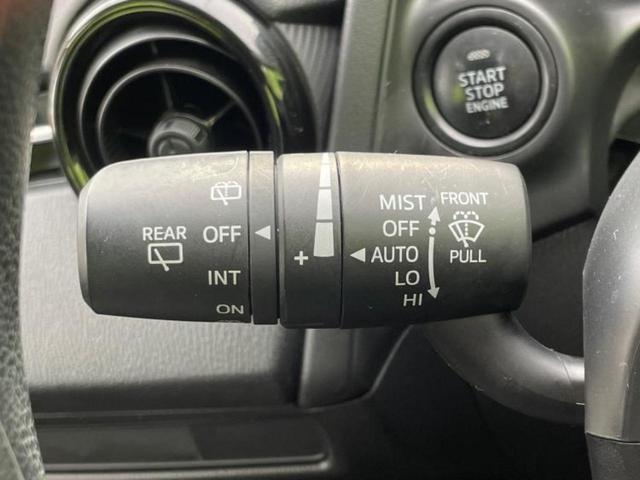 START
STOP
ENGINE
REAR
OFF
INT
ON
+
MIST
OFF
AUTO
LO
HI
FRONT
PULL